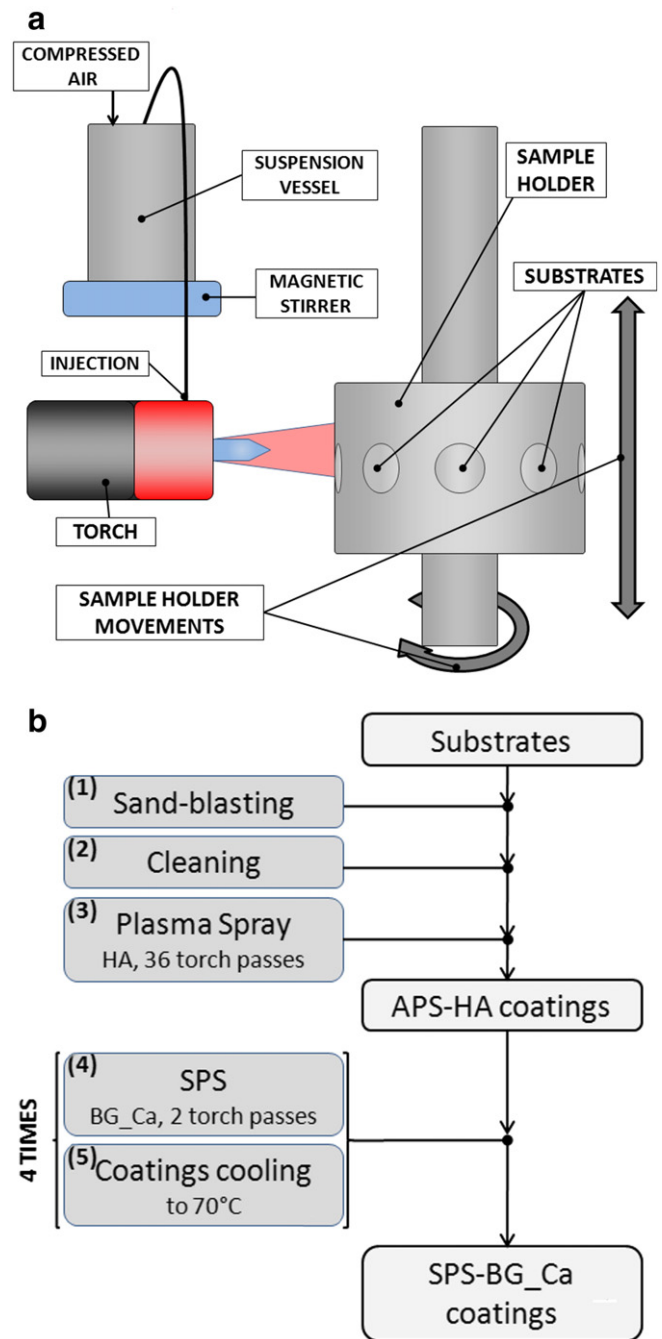 a
COMPRESSED
AIR
SUSPENSION
VESSEL
SAMPLE
HOLDER
MAGNETIC
STIRRER
SUBSTRATES
INJECTION
TORCH
SAMPLE HOLDER
MOVEMENTS
b
Substrates
(1)
Sand-blasting
(2)
Cleaning
(3)
Plasma Spray
HA, 36 torch passes
APS-HA coatings
4 TIMES
(4)
SPS
BG_Ca, 2 torch passes
(5)
Coatings cooling
to 70°C
SPS-BG_Ca
coatings